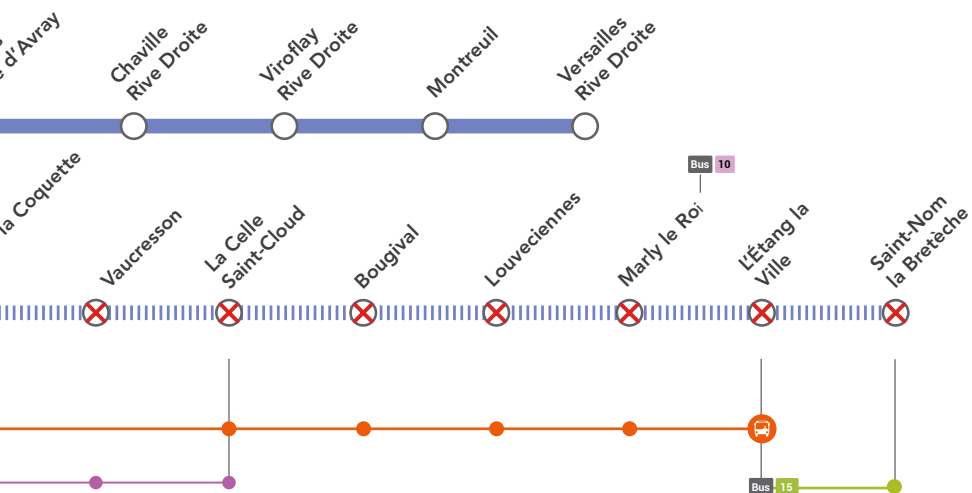 d'Avray
Chaville
Rive Droite
Viroflay
Rive Droite
Montreuil
Versailles
Rive Droite
la Coquette
Vaucresson
La Celle
Saint-Cloud
Bougival
Louveciennes
Bus 10
Marly le Roi
L'Étang la
Ville
Saint-Nom
la Bretèche
Bus 15